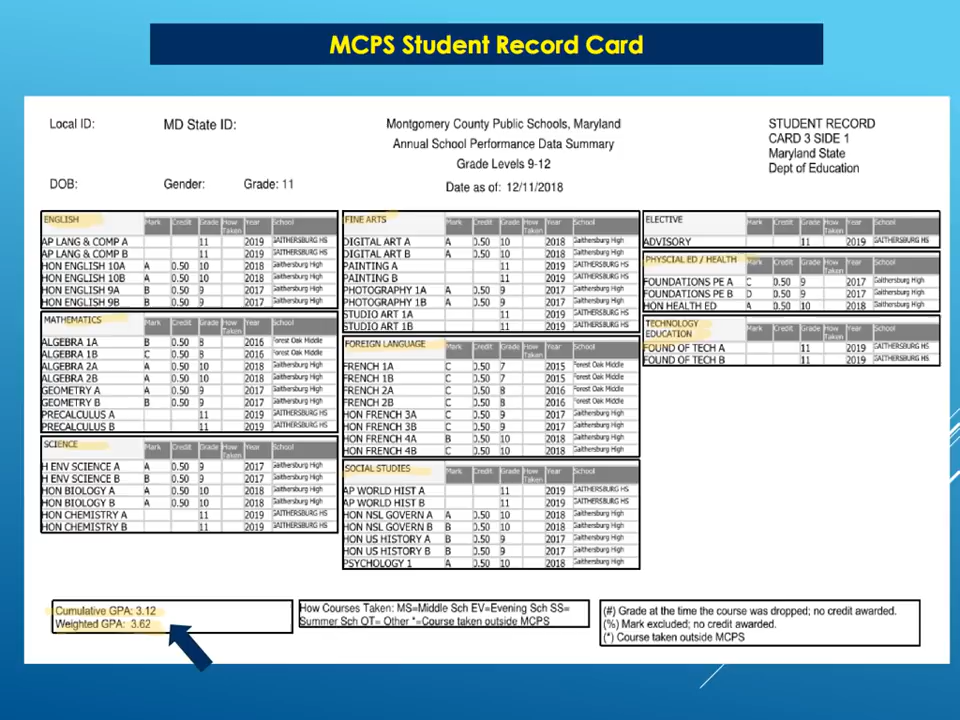 MCPS Student Record Card
Local ID: MD State ID:
Montgomery County Public Schools, Maryland
Annual School Performance Data Summary
Grade Levels 9-12
STUDENT RECORD
CARD 3 SIDE 1
Maryland State
Dept of Education
DOB: Gender: Grade: 11
Date as of: 12/11/2018
ENGLISH Mark Credit Grade How Taken Year School
AP LANG & COMP A 11 2019 GAITHERSBURG HS
AP LANG & COMP B 11 2019 GAITHERSBURG HS
HON ENGLISH 10A A 0.50 10 2018 Gaithersburg High
HON ENGLISH 10B A 0.50 10 2018 Gaithersburg High
HON ENGLISH 9A B 0.50 9 2017 Gaithersburg High
HON ENGLISH 9B B 0.50 9 2017 Gaithersburg High
MATHEMATICS Mark Credit Grade How Taken Year School
ALGEBRA 1A B 0.50 8 2016 Forest Oak Middle
ALGEBRA 1B C 0.50 8 2016 Forest Oak Middle
ALGEBRA 2A A 0.50 10 2018 Gaithersburg High
ALGEBRA 2B A 0.50 10 2018 Gaithersburg High
GEOMETRY A A 0.50 9 2017 Gaithersburg High
GEOMETRY B B 0.50 9 2017 Gaithersburg High
PRECALCULUS A 11 2019 GAITHERSBURG HS
PRECALCULUS B 11 2019 GAITHERSBURG HS
SCIENCE Mark Credit Grade How Taken Year School
H ENV SCIENCE A A 0.50 9 2017 Gaithersburg High
H ENV SCIENCE B B 0.50 9 2017 Gaithersburg High
HON BIOLOGY A A 0.50 10 2018 Gaithersburg High
HON BIOLOGY B A 0.50 10 2018 Gaithersburg High
HON CHEMISTRY A 11 2019 GAITHERSBURG HS
HON CHEMISTRY B 11 2019 GAITHERSBURG HS
FINE ARTS Mark Credit Grade How Taken Year School
DIGITAL ART A A 0.50 10 2018 Gaithersburg High
DIGITAL ART B A 0.50 10 2018 Gaithersburg High
PAINTING A 11 2019 GAITHERSBURG HS
PAINTING B 11 2019 GAITHERSBURG HS
PHOTOGRAPHY 1A A 0.50 9 2017 Gaithersburg High
PHOTOGRAPHY 1B A 0.50 9 2017 Gaithersburg High
STUDIO ART 1A 11 2019 GAITHERSBURG HS
STUDIO ART 1B 11 2019 GAITHERSBURG HS
FOREIGN LANGUAGE Mark Credit Grade How Taken Year School
FRENCH 1A C 0.50 7 2015 Forest Oak Middle
FRENCH 1B C 0.50 7 2015 Forest Oak Middle
FRENCH 2A C 0.50 8 2016 Forest Oak Middle
FRENCH 2B C 0.50 8 2016 Forest Oak Middle
HON FRENCH 3A C 0.50 9 2017 Gaithersburg High
HON FRENCH 3B C 0.50 9 2017 Gaithersburg High
HON FRENCH 4A B 0.50 10 2018 Gaithersburg High
HON FRENCH 4B C 0.50 10 2018 Gaithersburg High
SOCIAL STUDIES Mark Credit Grade How Taken Year School
AP WORLD HIST A 11 2019 GAITHERSBURG HS
AP WORLD HIST B 11 2019 GAITHERSBURG HS
HON NSL GOVERN A A 0.50 10 2018 Gaithersburg High
HON NSL GOVERN B B 0.50 10 2018 Gaithersburg High
HON US HISTORY A B 0.50 9 2017 Gaithersburg High
HON US HISTORY B B 0.50 9 2017 Gaithersburg High
PSYCHOLOGY 1 A 0.50 10 2018 Gaithersburg High
ELECTIVE Mark Credit Grade How Taken Year School
ADVISORY 11 2019 GAITHERSBURG HS
PHYSCIAL ED / HEALTH Mark Credit Grade How Taken Year School
FOUNDATIONS PE A C 0.50 9 2017 Gaithersburg High
FOUNDATIONS PE B D 0.50 9 2017 Gaithersburg High
HON HEALTH ED A 0.50 10 2018 Gaithersburg High
TECHNOLOGY EDUCATION Mark Credit Grade How Taken Year School
FOUND OF TECH A 11 2019 GAITHERSBURG HS
FOUND OF TECH B 11 2019 GAITHERSBURG HS
Cumulative GPA: 3.12
Weighted GPA: 3.62
How Courses Taken: MS=Middle Sch EV=Evening Sch SS=
Summer Sch OT= Other *=Course taken outside MCPS
(#) Grade at the time the course was dropped; no credit awarded.
(%) Mark excluded; no credit awarded.
(*) Course taken outside MCPS